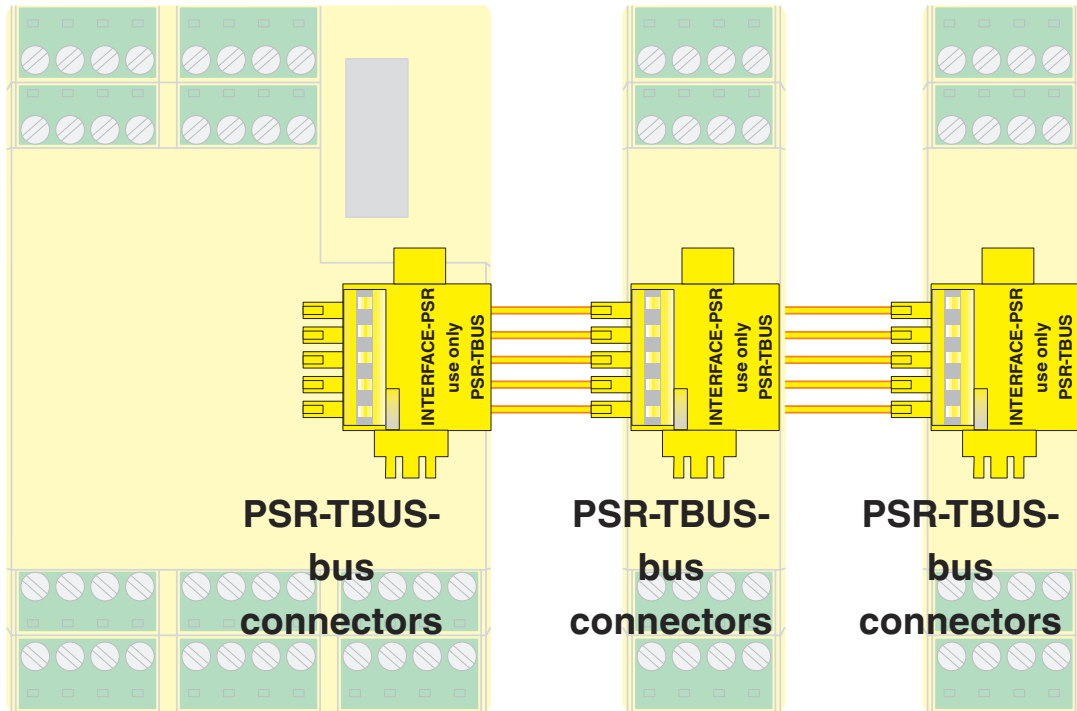 INTERFACE-PSR
use only
PSR-TBUS
INTERFACE-PSR
use only
PSR-TBUS
INTERFACE-PSR
use only
PSR-TBUS
PSR-TBUS-
bus
connectors
PSR-TBUS-
bus
connectors
PSR-TBUS-
bus
connectors